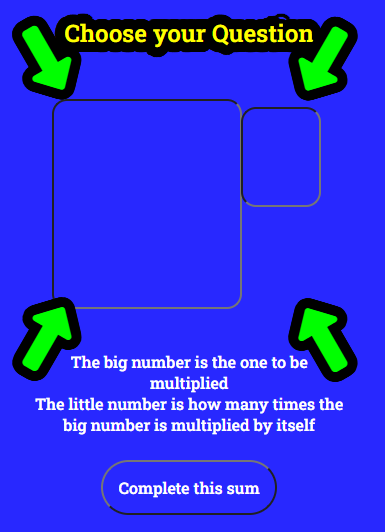 Choose your Question
The big number is the one to be
multiplied
The little number is how many times the
big number is multiplied by itself
Complete this sum